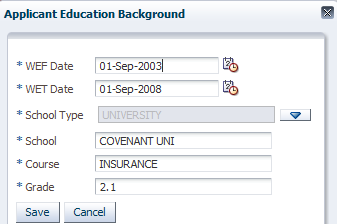 Applicant Education Background
* WEF Date 01-Sep-2003
* WET Date 01-Sep-2008
* School Type UNIVERSITY
* School COVENANT UNI
* Course INSURANCE
* Grade 2.1
Save Cancel